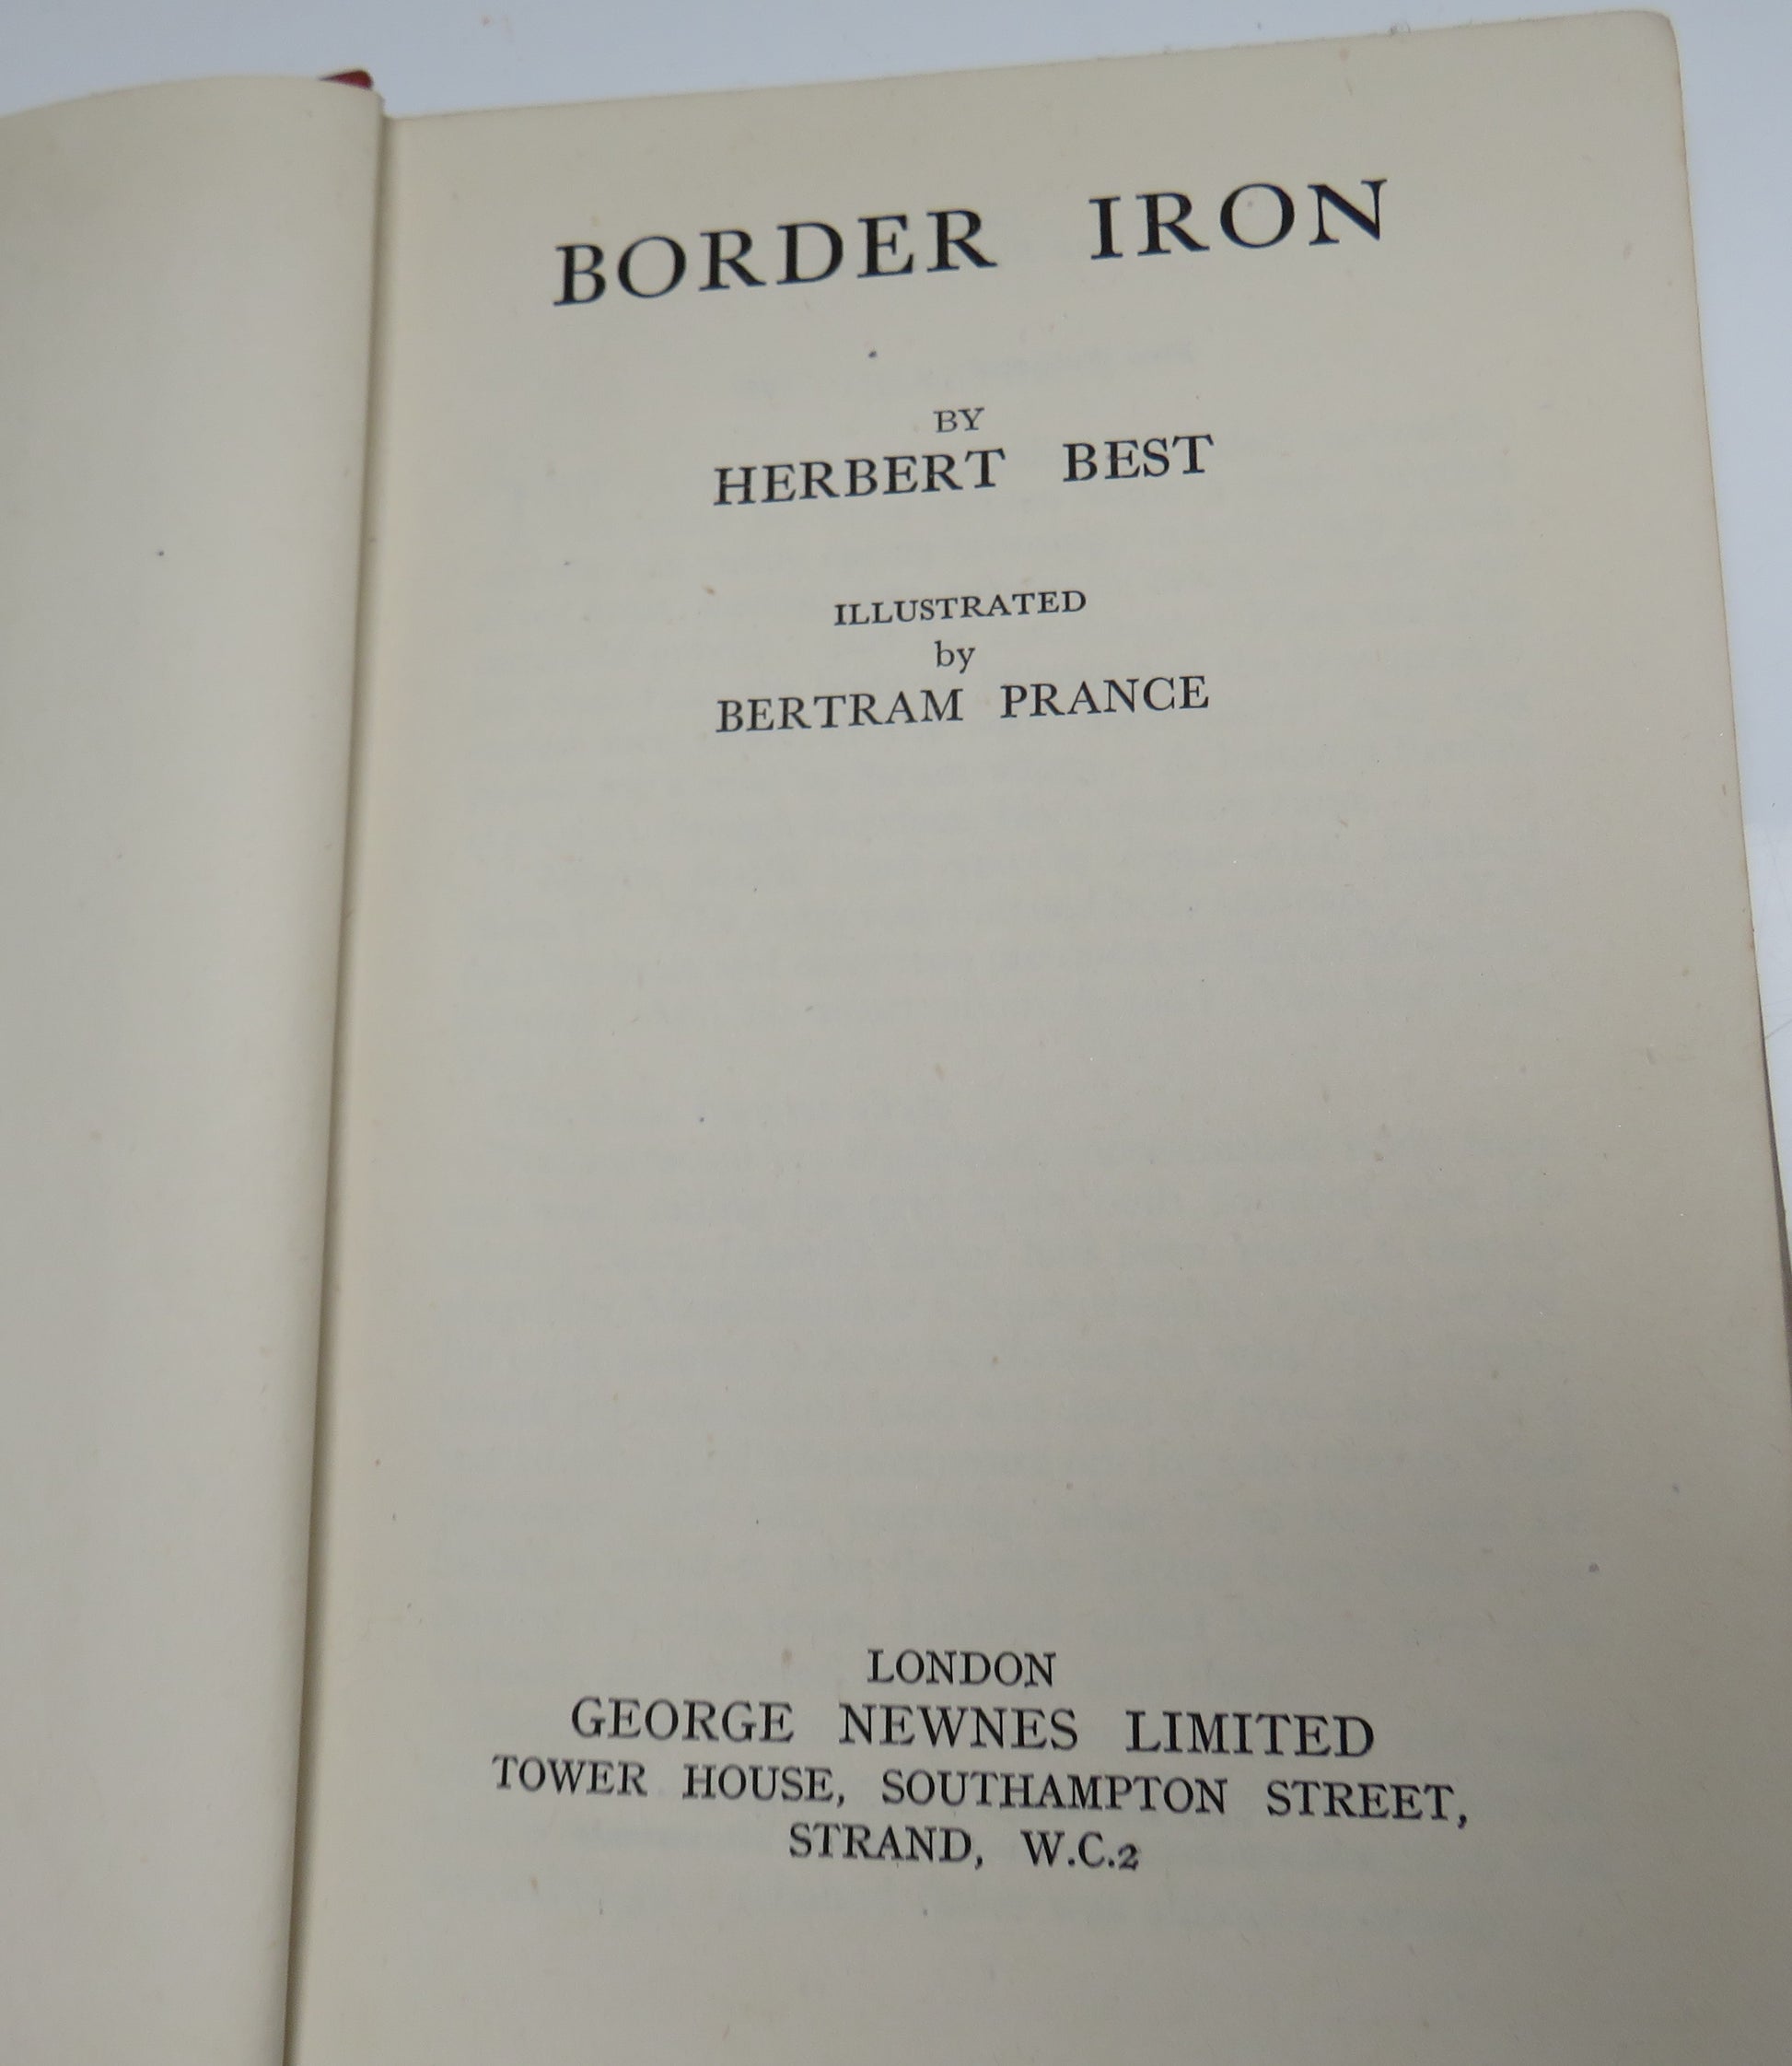 BORDER IRON
BY
HERBERT BEST
ILLUSTRATED
by
BERTRAM PRANCE
LONDON
GEORGE NEWNES LIMITED
TOWER HOUSE, SOUTHAMPTON STREET,
STRAND, W.C.2